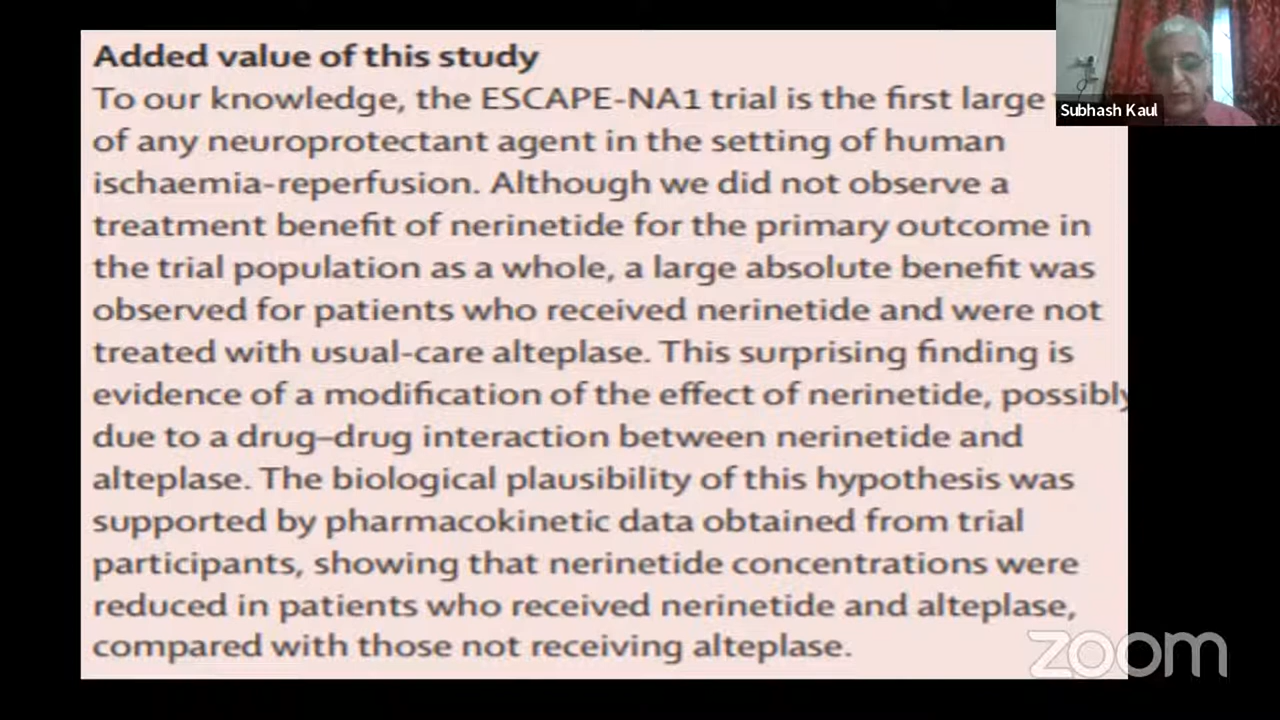 Added value of this study
To our knowledge, the ESCAPE-NA1 trial is the first large
of any neuroprotectant agent in the setting of human
ischaemia-reperfusion. Although we did not observe a
treatment benefit of nerinetide for the primary outcome in
the trial population as a whole, a large absolute benefit was
observed for patients who received nerinetide and were not
treated with usual-care alteplase. This surprising finding is
evidence of a modification of the effect of nerinetide, possibly
due to a drug–drug interaction between nerinetide and
alteplase. The biological plausibility of this hypothesis was
supported by pharmacokinetic data obtained from trial
participants, showing that nerinetide concentrations were
reduced in patients who received nerinetide and alteplase,
compared with those not receiving alteplase.
Subhash Kaul
zoom